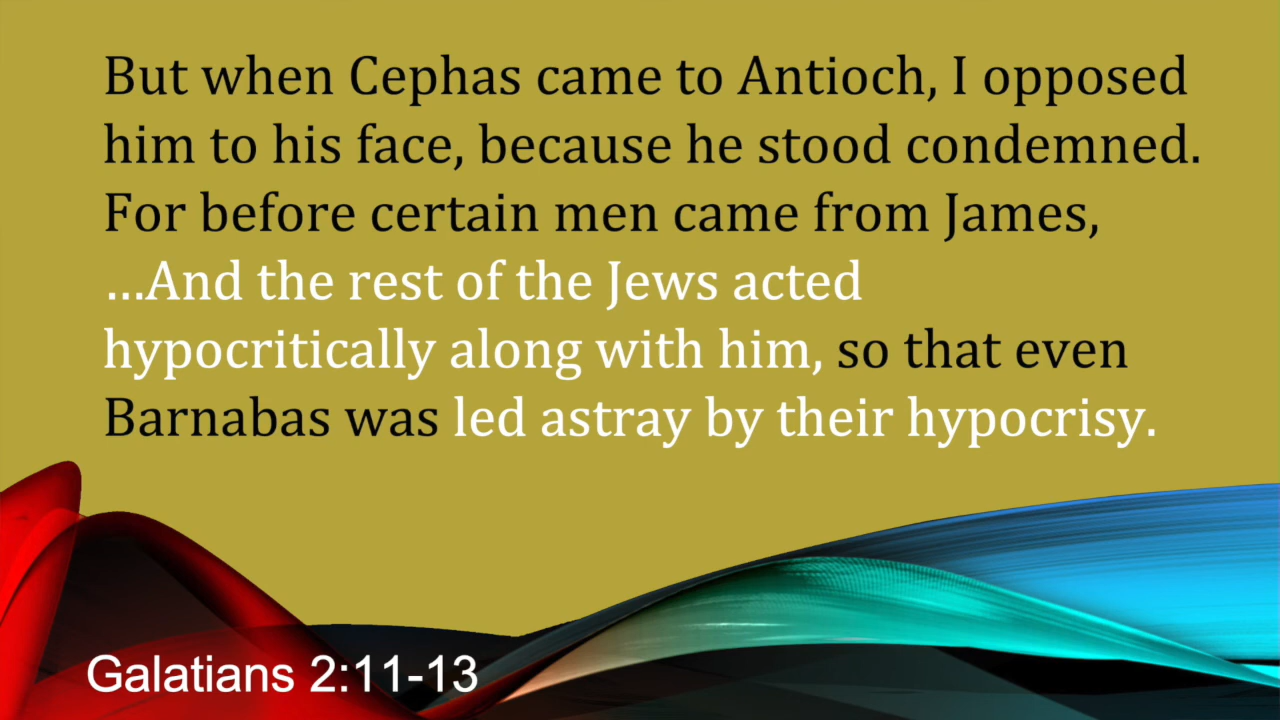 But when Cephas came to Antioch, I opposed
him to his face, because he stood condemned.
For before certain men came from James,
…And the rest of the Jews acted
hypocritically along with him, so that even
Barnabas was led astray by their hypocrisy.
Galatians 2:11-13